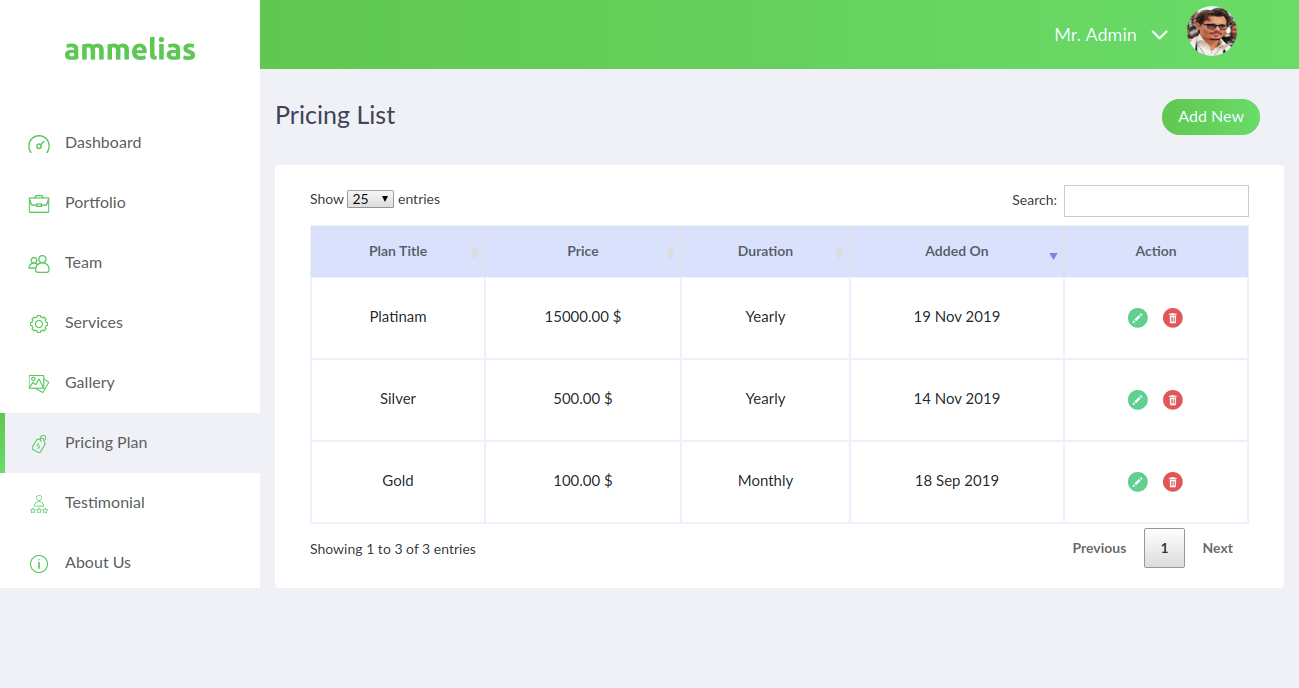 ammelias
Mr. Admin
Dashboard
Portfolio
Team
Services
Gallery
Pricing Plan
Testimonial
About Us
Pricing List
Add New
Show 25 entries
Search:
Plan Title Price Duration Added On Action
Platinam 15000.00 $ Yearly 19 Nov 2019
Silver 500.00 $ Yearly 14 Nov 2019
Gold 100.00 $ Monthly 18 Sep 2019
Showing 1 to 3 of 3 entries
Previous 1 Next